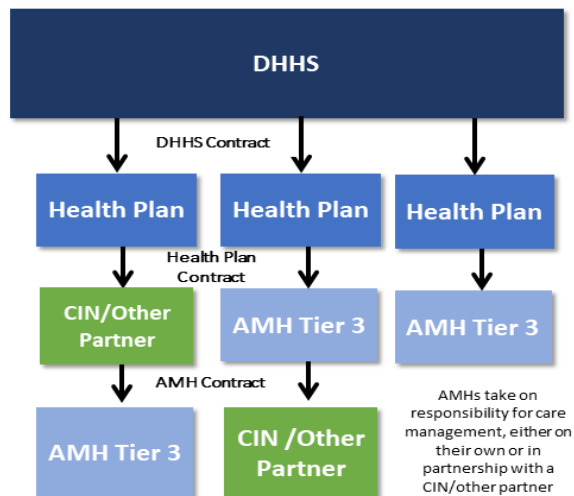 DHHS
DHHS Contract
Health Plan
Health Plan
Health Plan
Health Plan
Contract
CIN/Other
Partner
AMH Tier 3
AMH Tier 3
AMH Contract
AMH Tier 3
CIN /Other
Partner
AMHs take on
responsibility for care
management, either on
their own or in
partnership with a
CIN/other partner